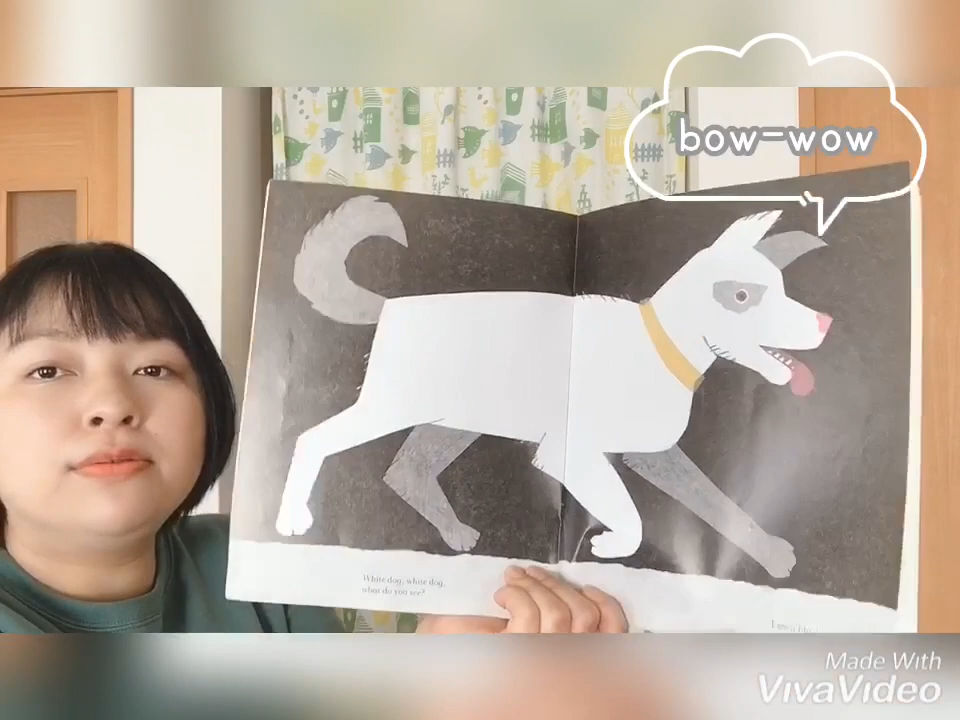 bow-wow
White dog, white dog,
what do you see?
Made With
VivaVideo